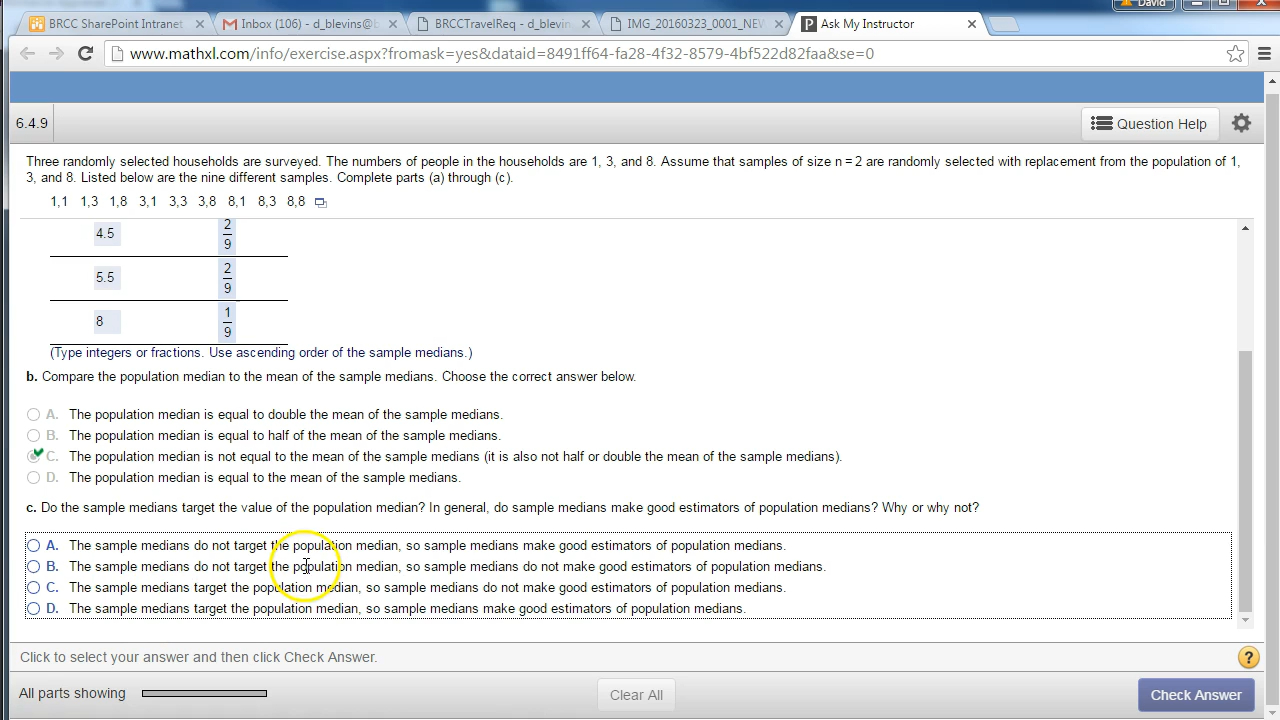 David
BRCC SharePoint Intranet
Inbox (106) - d_blevins@b
BRCCTravelReq - d_blevin
IMG_20160323_0001_NEW
Ask My Instructor
www.mathxl.com/info/exercise.aspx?fromask=yes&dataid=8491ff64-fa28-4f32-8579-4bf522d82faa&se=0
6.4.9
Question Help
Three randomly selected households are surveyed. The numbers of people in the households are 1, 3, and 8. Assume that samples of size n = 2 are randomly selected with replacement from the population of 1,
3, and 8. Listed below are the nine different samples. Complete parts (a) through (c).
1,1 1,3 1,8 3,1 3,3 3,8 8,1 8,3 8,8
4.5 2/9
5.5 2/9
8 1/9
(Type integers or fractions. Use ascending order of the sample medians.)
b. Compare the population median to the mean of the sample medians. Choose the correct answer below.
A. The population median is equal to double the mean of the sample medians.
B. The population median is equal to half of the mean of the sample medians.
C. The population median is not equal to the mean of the sample medians (it is also not half or double the mean of the sample medians).
D. The population median is equal to the mean of the sample medians.
c. Do the sample medians target the value of the population median? In general, do sample medians make good estimators of population medians? Why or why not?
A. The sample medians do not target the population median, so sample medians make good estimators of population medians.
B. The sample medians do not target the population median, so sample medians do not make good estimators of population medians.
C. The sample medians target the population median, so sample medians do not make good estimators of population medians.
D. The sample medians target the population median, so sample medians make good estimators of population medians.
Click to select your answer and then click Check Answer.
?
All parts showing
Clear All
Check Answer